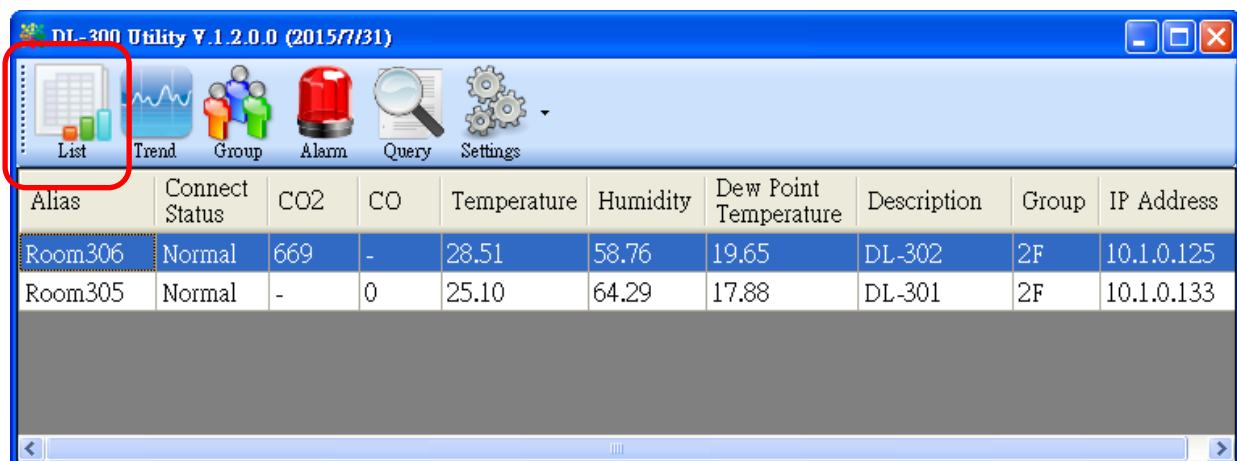 DL-300 Utility V.1.2.0.0 (2015/7/31)
List Trend Group Alarm Query Settings
Alias Connect Status CO2 CO Temperature Humidity Dew Point Temperature Description Group IP Address
Room306 Normal 669 - 28.51 58.76 19.65 DL-302 2F 10.1.0.125
Room305 Normal - 0 25.10 64.29 17.88 DL-301 2F 10.1.0.133